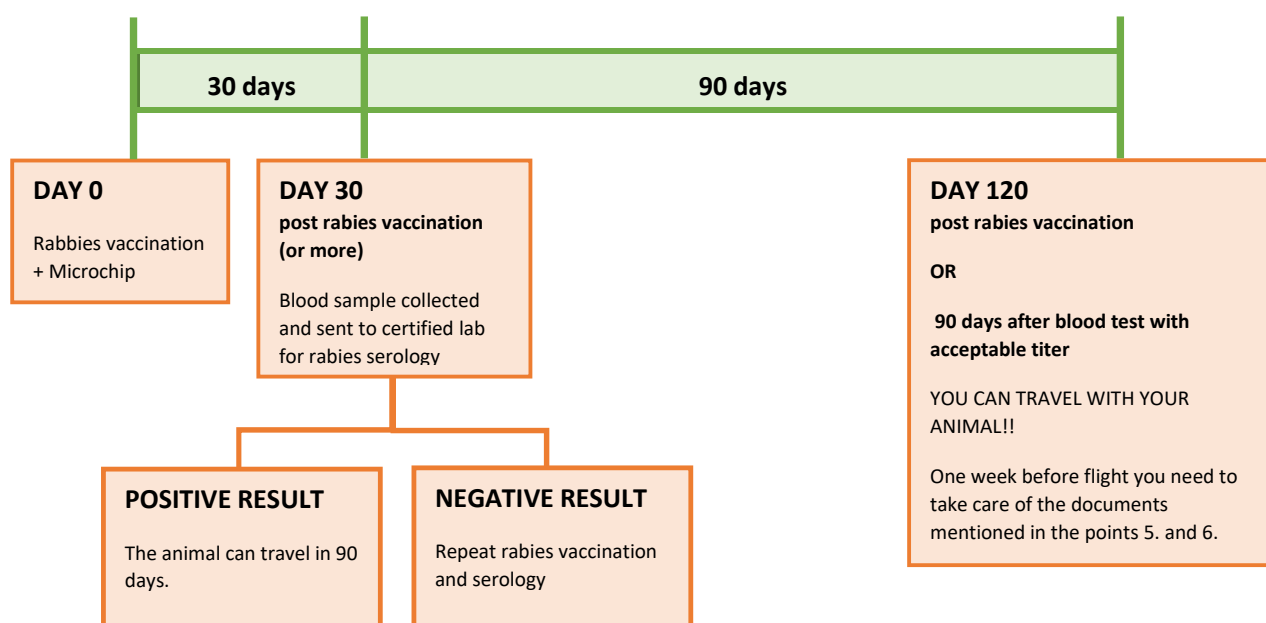 30 days
90 days
DAY 0
Rabbies vaccination
+ Microchip
DAY 30
post rabies vaccination
(or more)
Blood sample collected
and sent to certified lab
for rabies serology
DAY 120
post rabies vaccination
OR
90 days after blood test with
acceptable titer
YOU CAN TRAVEL WITH YOUR
ANIMAL!!
One week before flight you need to
take care of the documents
mentioned in the points 5. and 6.
POSITIVE RESULT
The animal can travel in 90
days.
NEGATIVE RESULT
Repeat rabies vaccination
and serology